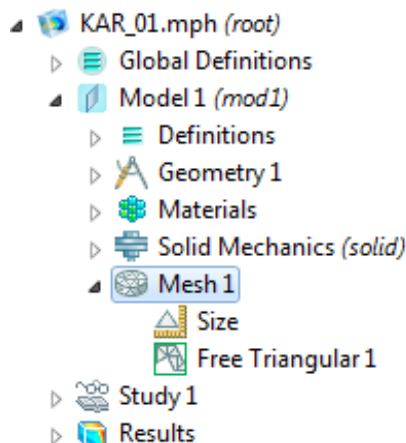 KAR_01.mph (root)
Global Definitions
Model 1 (mod1)
Definitions
Geometry 1
Materials
Solid Mechanics (solid)
Mesh 1
Size
Free Triangular 1
Study 1
Results